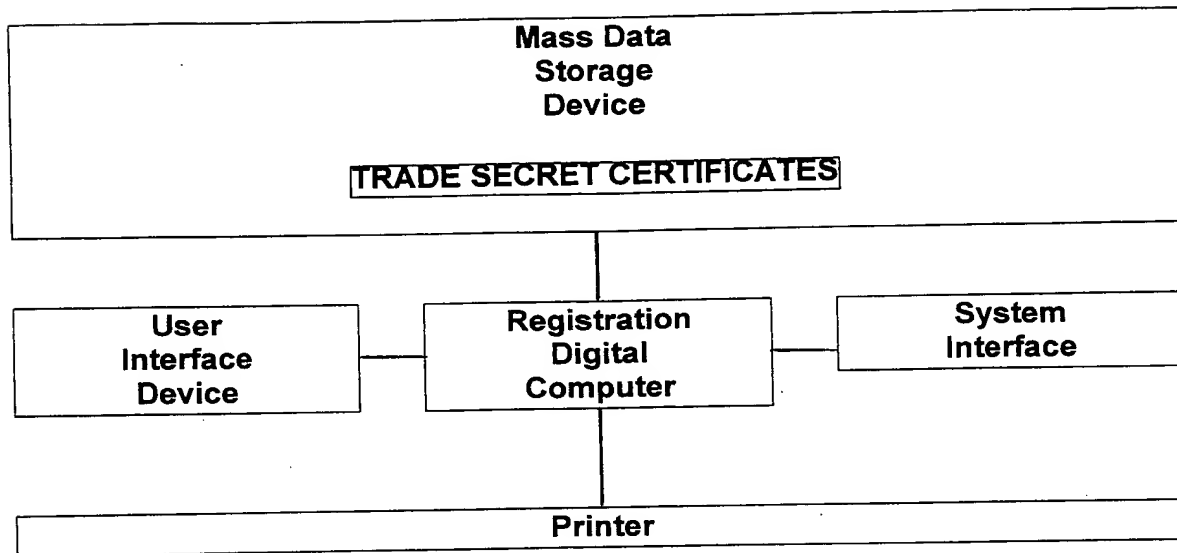 Mass Data
Storage
Device
TRADE SECRET CERTIFICATES
User
Interface
Device
Registration
Digital
Computer
System
Interface
Printer